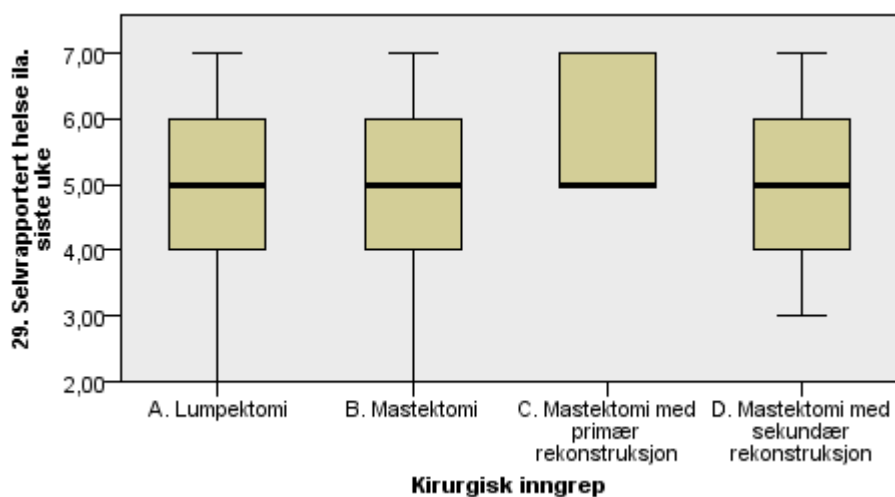 29. Selvrapportert helse ila.
siste uke
7,00
6,00
5,00
4,00
3,00
2,00
A. Lumpektomi
B. Mastektomi
C. Mastektomi med
primær
rekonstruksjon
D. Mastektomi med
sekundær
rekonstruksjon
Kirurgisk inngrep